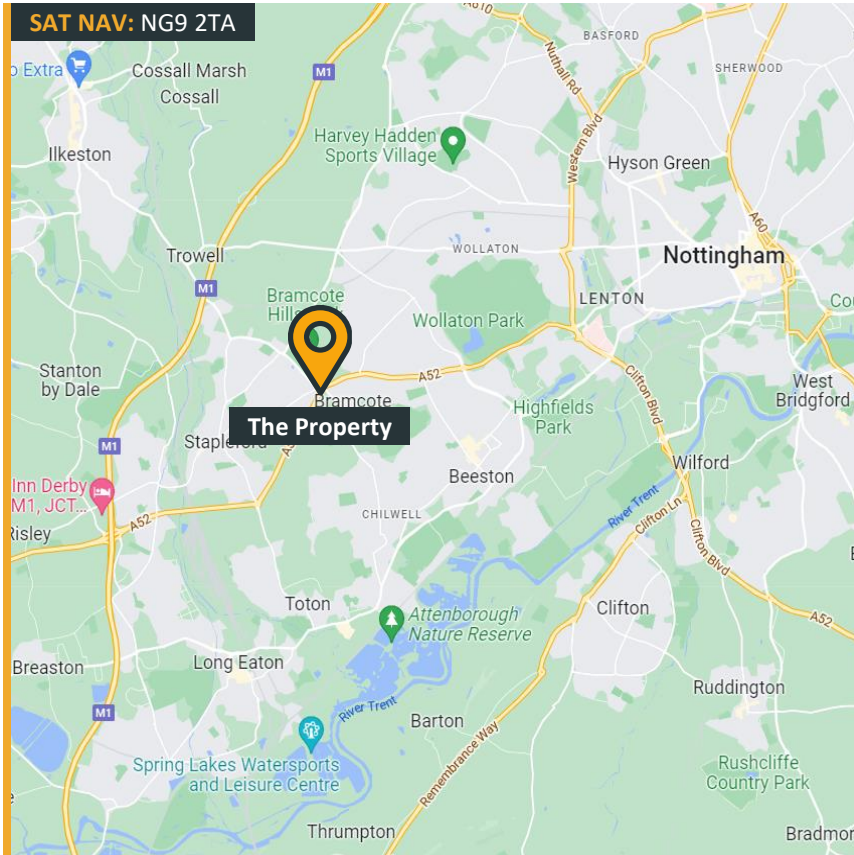 SAT NAV: NG9 2TA
A610
BASFORD
Nuthall Rd
SHERWOOD
Extra
Cossall Marsh
Cossall
M1
Western Blvd
Ilkeston
Harvey Hadden
Sports Village
Hyson Green
A60
Trowell
WOLLATON
Nottingham
M1
Bramcote
LENTON
Wollaton Park
Stanton
by Dale
A52
Clifton Blvd
West
Bridgford
Bramcote
The Property
Highfields
Park
M1
Beeston
Wilford
Inn Derby
M1, JCT...
A52
Risley
CHILWELL
River Trent
Clifton Ln
Clifton Blvd
Toton
Attenborough
Nature Reserve
Clifton
A52
Breaston
Long Eaton
Ruddington
M1
River Trent
Barton
Remembrance Way
Spring Lakes Watersports
and Leisure Centre
Rushcliffe
Country Park
Thrumpton